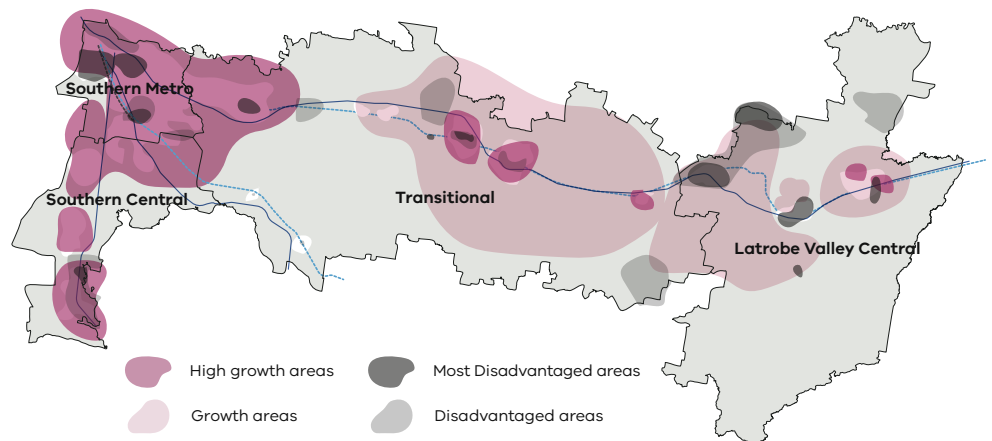 Southern Metro
Southern Central
Transitional
Latrobe Valley Central
High growth areas
Most Disadvantaged areas
Growth areas
Disadvantaged areas